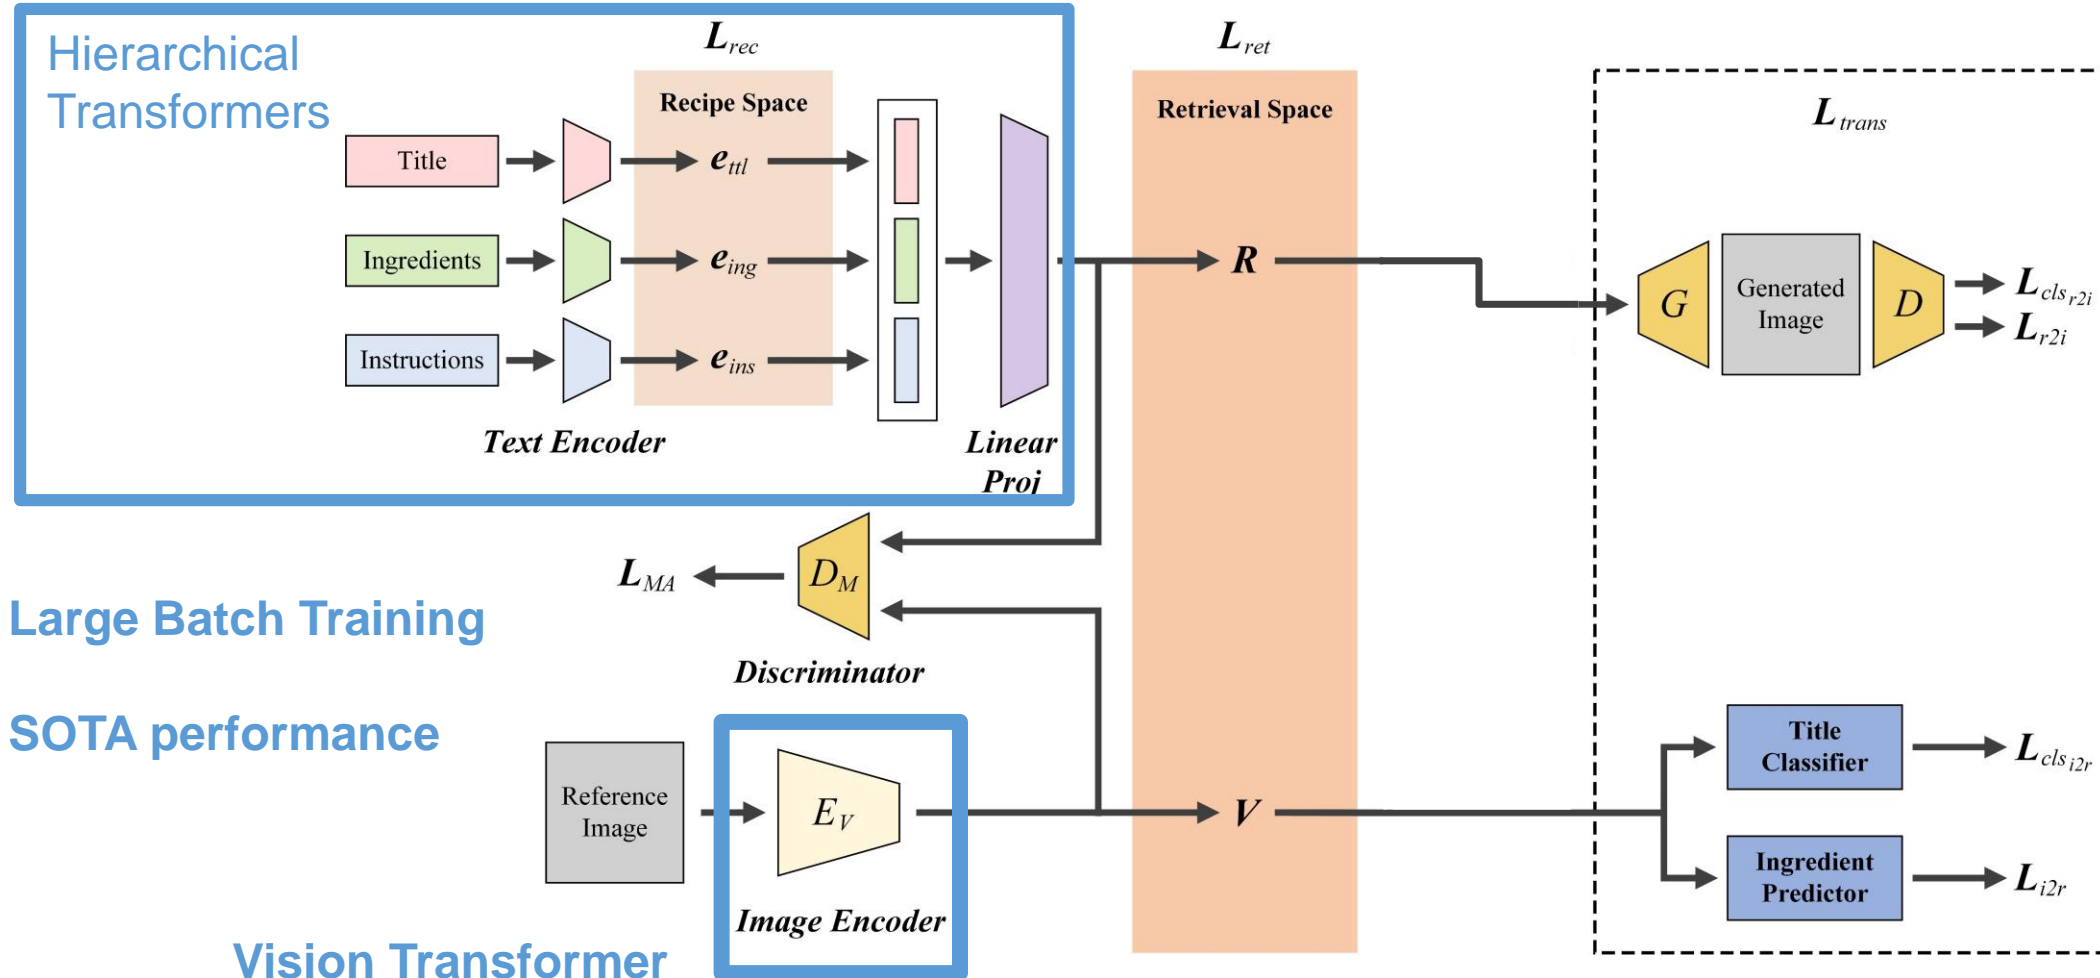 Hierarchical
Transformers
L_rec
Recipe Space
Title
e_ttl
Ingredients
e_ing
Instructions
e_ins
Text Encoder
Linear
Proj
L_ret
Retrieval Space
R
L_trans
G
Generated
Image
D
L_cls_r2i
L_r2i
L_MA
D_M
Discriminator
Large Batch Training
SOTA performance
Reference
Image
E_V
Image Encoder
Vision Transformer
V
Title
Classifier
L_cls_i2r
Ingredient
Predictor
L_i2r